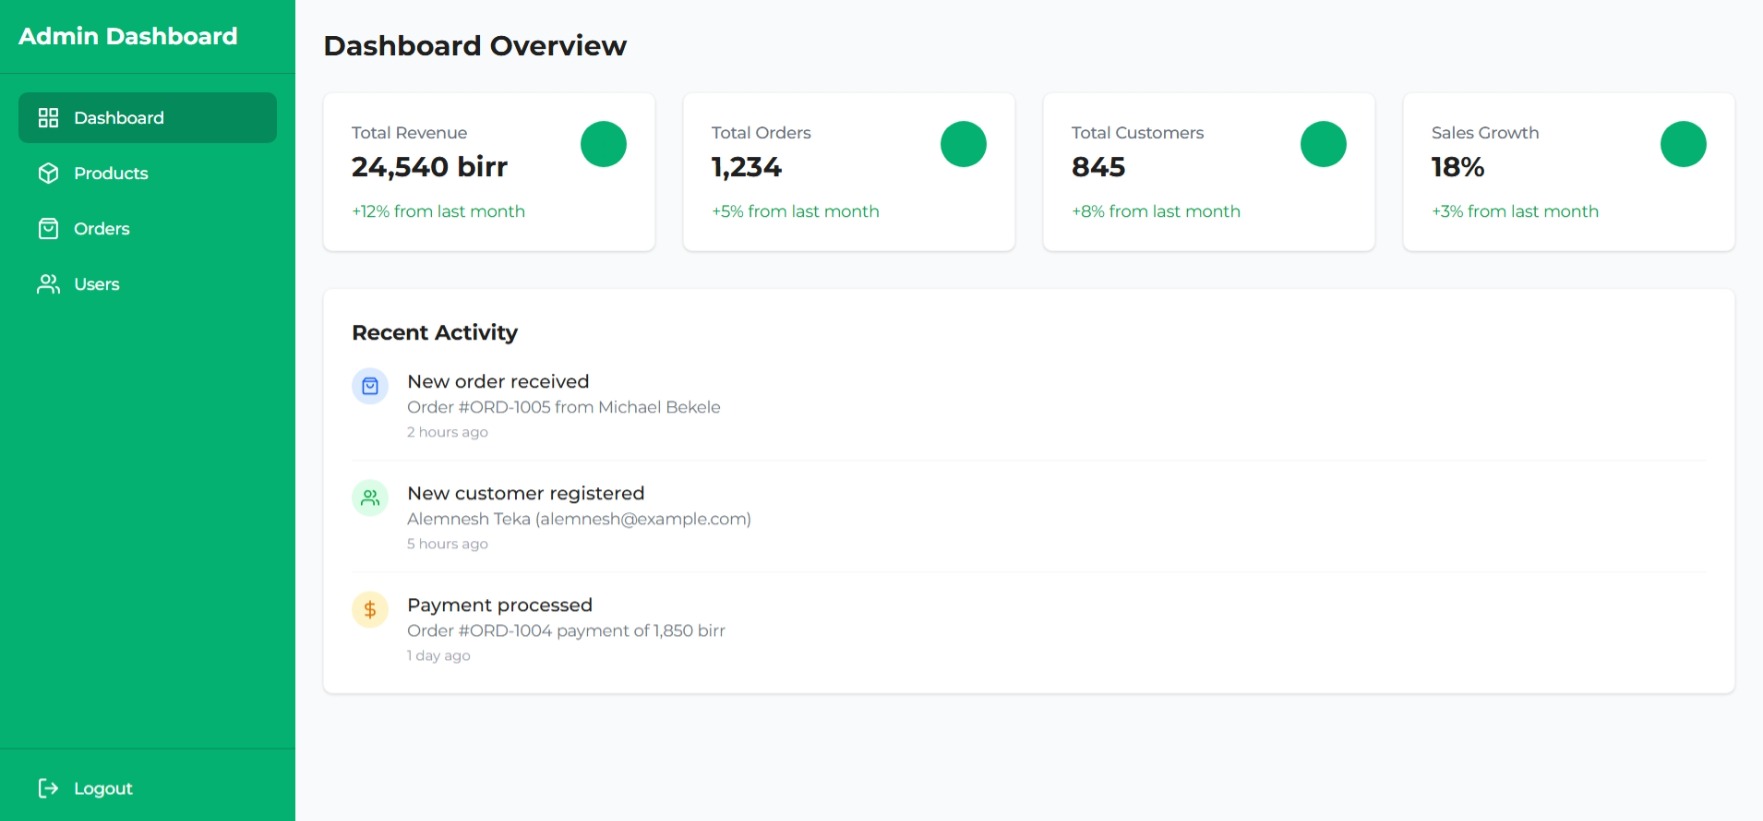 Admin Dashboard
Dashboard
Products
Orders
Users
Logout
Dashboard Overview
Total Revenue
24,540 birr
+12% from last month
Total Orders
1,234
+5% from last month
Total Customers
845
+8% from last month
Sales Growth
18%
+3% from last month
Recent Activity
New order received
Order #ORD-1005 from Michael Bekele
2 hours ago
New customer registered
Alemnesh Teka (alemnesh@example.com)
5 hours ago
$
Payment processed
Order #ORD-1004 payment of 1,850 birr
1 day ago